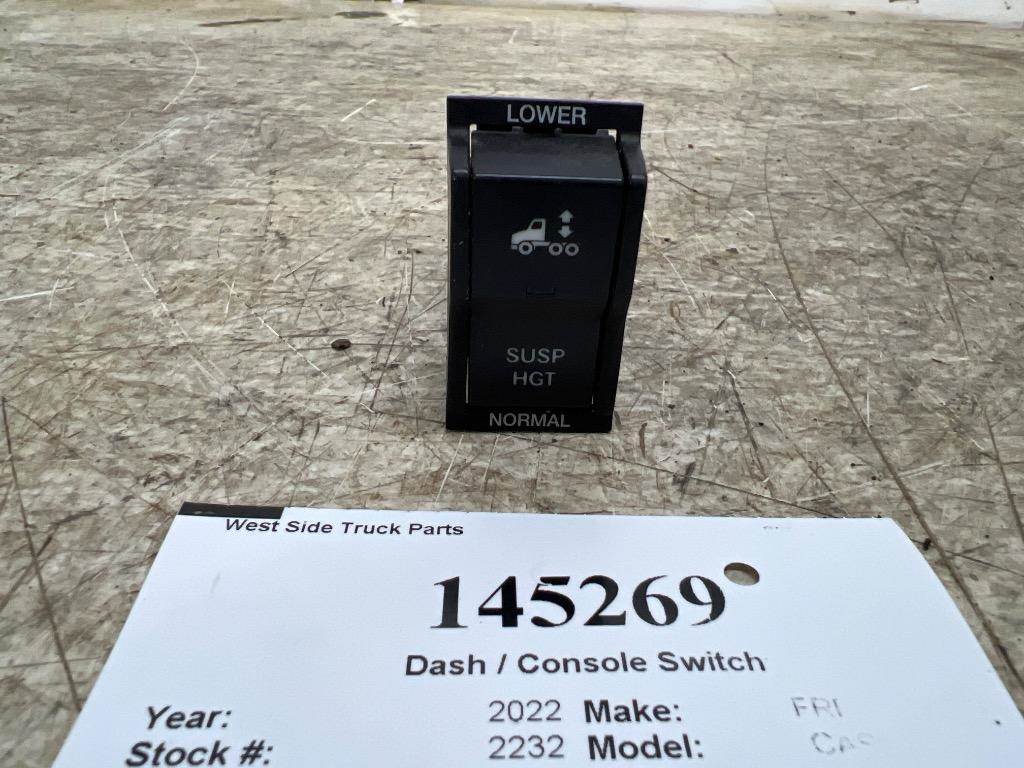 LOWER
SUSP
HGT
NORMAL
West Side Truck Parts
145269
Dash / Console Switch
Year: 2022 Make: FRI
Stock #: 2232 Model: